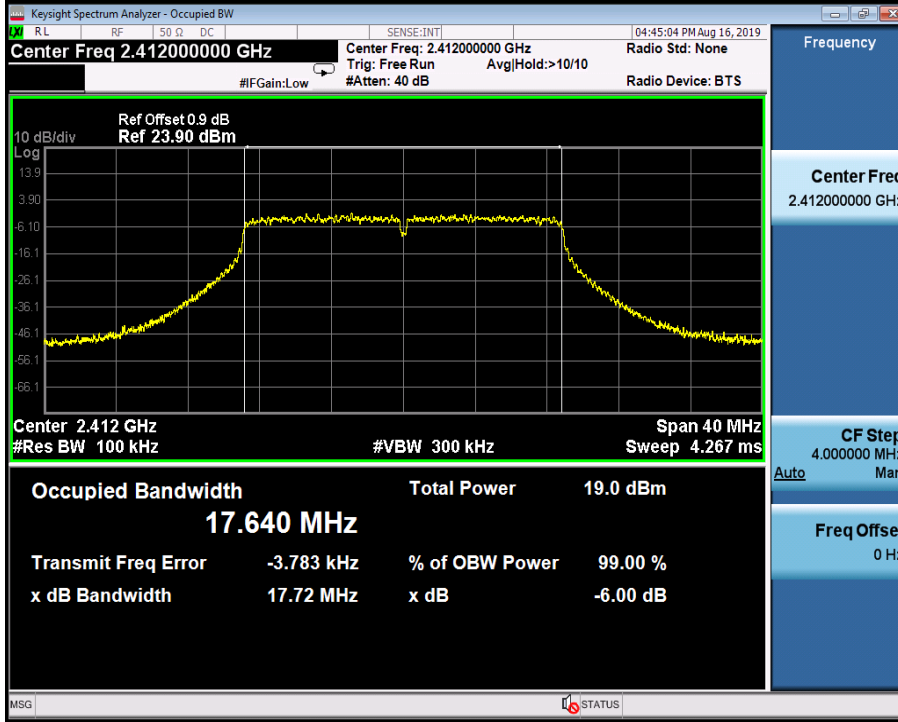 Keysight Spectrum Analyzer - Occupied BW
LXI RL RF 50 Ω DC SENSE:INT 04:45:04 PM Aug 16, 2019
Center Freq 2.412000000 GHz
Center Freq: 2.412000000 GHz Radio Std: None
Trig: Free Run Avg|Hold:>10/10
#IFGain:Low #Atten: 40 dB Radio Device: BTS
Ref Offset 0.9 dB
10 dB/div Ref 23.90 dBm
Log
13.9
3.90
-6.10
-16.1
-26.1
-36.1
-46.1
-56.1
-66.1
Center 2.412 GHz Span 40 MHz
#Res BW 100 kHz #VBW 300 kHz Sweep 4.267 ms
Occupied Bandwidth Total Power 19.0 dBm
17.640 MHz
Transmit Freq Error -3.783 kHz % of OBW Power 99.00 %
x dB Bandwidth 17.72 MHz x dB -6.00 dB
Frequency
Center Freq
2.412000000 GHz
CF Step
4.000000 MHz
Auto Man
Freq Offset
0 Hz
MSG STATUS